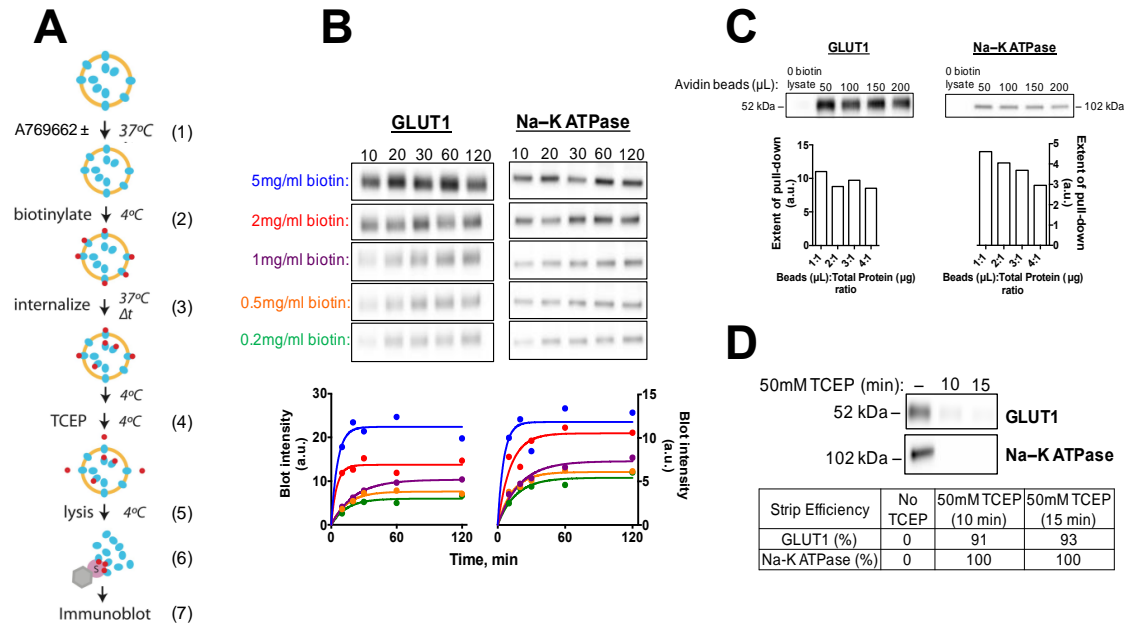 A
A769662 ± 37ºC (1)
biotinylate 4ºC (2)
internalize 37ºC (3)
Δt
4ºC
TCEP 4ºC (4)
lysis 4ºC (5)
S (6)
Immunoblot (7)
B
GLUT1 Na–K ATPase
10 20 30 60 120 10 20 30 60 120
5mg/ml biotin:
2mg/ml biotin:
1mg/ml biotin:
0.5mg/ml biotin:
0.2mg/ml biotin:
Blot intensity
(a.u.)
30
20
10
0
0 60 120
0 60 120
15
10
5
0
Blot intensity
(a.u.)
Time, min
C
GLUT1 Na–K ATPase
0 biotin
lysate
Avidin beads (µL): 50 100 150 200
52 kDa –
0 biotin
lysate
50 100 150 200
– 102 kDa
Extent of pull-down
(a.u.)
15
10
5
0
1:1 2:1 3:1 4:1
Beads (µL):Total Protein (µg)
ratio
5
4
3
2
1
0
Extent of pull-down
(a.u.)
1:1 2:1 3:1 4:1
Beads (µL):Total Protein (µg)
ratio
D
50mM TCEP (min): – 10 15
52 kDa – GLUT1
102 kDa – Na–K ATPase
Strip Efficiency No TCEP 50mM TCEP (10 min) 50mM TCEP (15 min)
GLUT1 (%) 0 91 93
Na-K ATPase (%) 0 100 100